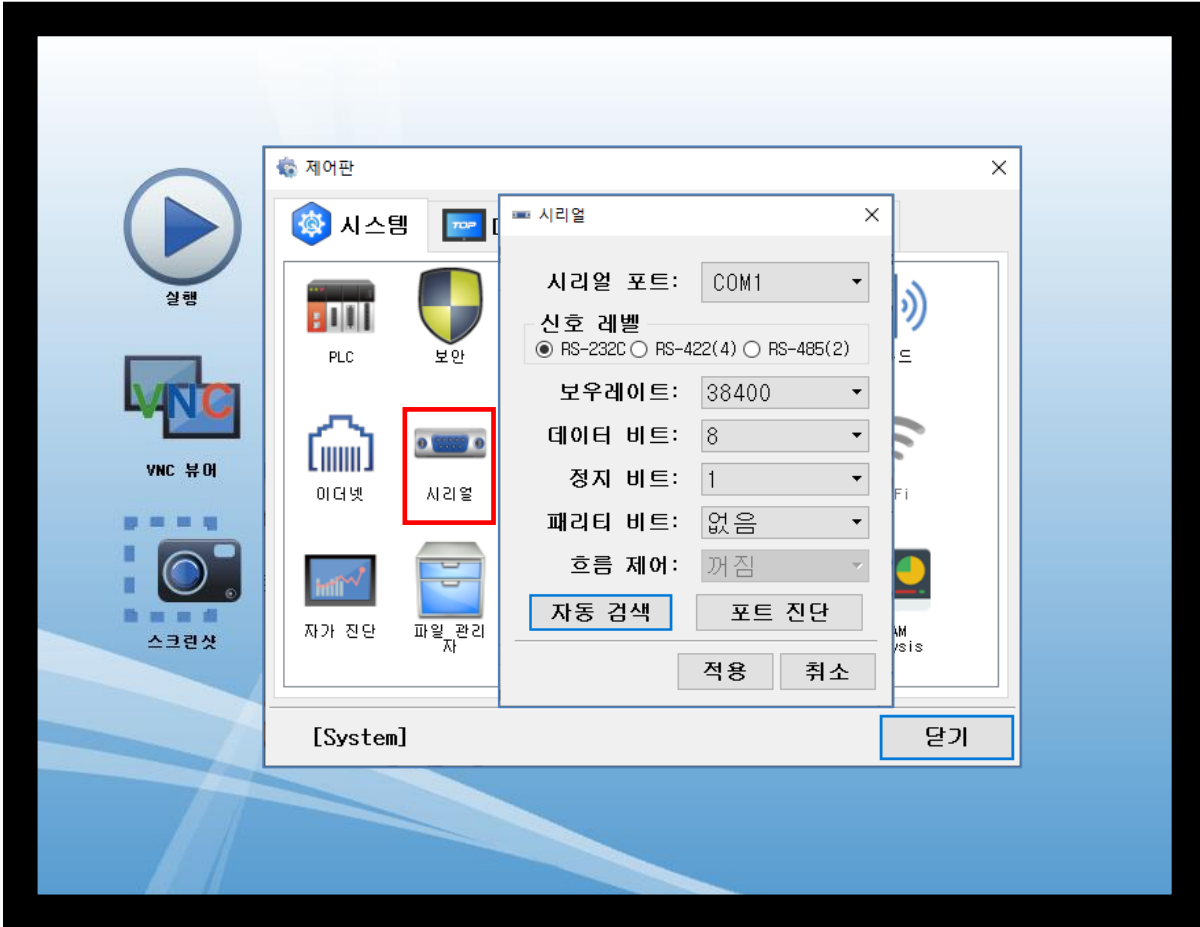 제어판
시스템
TOP
시리얼
시리얼 포트: COM1
신호 레벨
RS-232C RS-422(4) RS-485(2)
보우레이트: 38400
데이터 비트: 8
정지 비트: 1
패리티 비트: 없음
흐름 제어: 꺼짐
자동 검색 포트 진단
적용 취소
PLC
보안
이더넷
시리얼
자가 진단
파일 관리
자
[System]
닫기
실행
VNC
VNC 뷰어
스크린샷